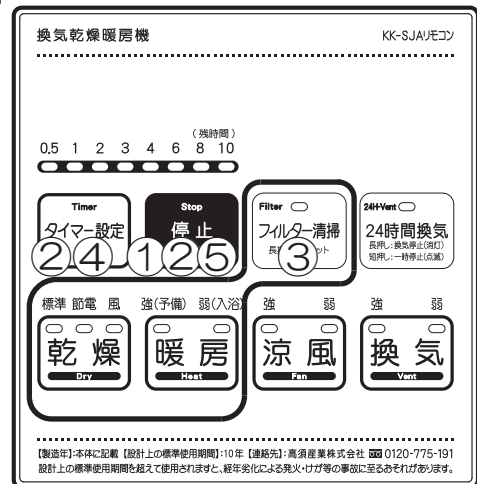 換気乾燥暖房機 KK-SJAリモコン
(残時間)
0.5 1 2 3 4 6 8 10
Timer Stop Filter 24H-Vent
タイマー設定 停止 フィルター清掃 24時間換気
長押し:換気停止(消灯)
短押し:一時停止(点滅)
②④ ①②⑤ ③
標準 節電 風 強(予備) 弱(入浴) 強 弱 強 弱
乾燥 暖房 涼風 換気
Dry Heat Fan Vent
【製造年】:本体に記載【設計上の標準使用期間】:10年【連絡先】:高須産業株式会社 0120-775-191
設計上の標準使用期間を超えて使用されますと、経年劣化による発火・けが等の事故に至るおそれがあります。